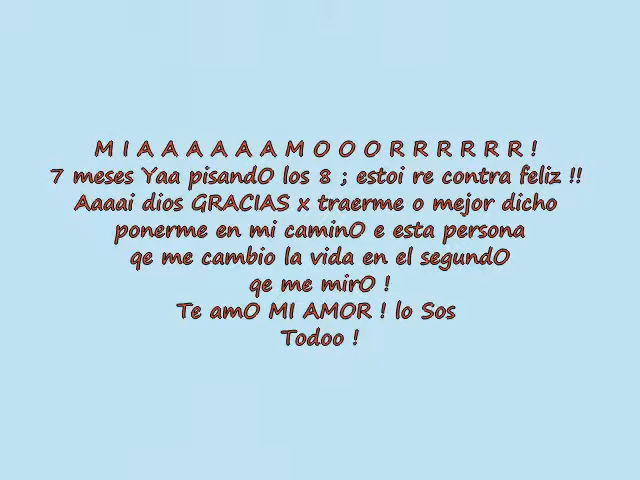 M I A A A A A A M O O O R R R R R R !
7 meses Yaa pisandO los 8 ; estoi re contra feliz !!
Aaaai dios GRACIAS x traerme o mejor dicho
ponerme en mi caminO e esta persona
qe me cambio la vida en el segundO
qe me mirO !
Te amO MI AMOR ! lo Sos
Todoo !